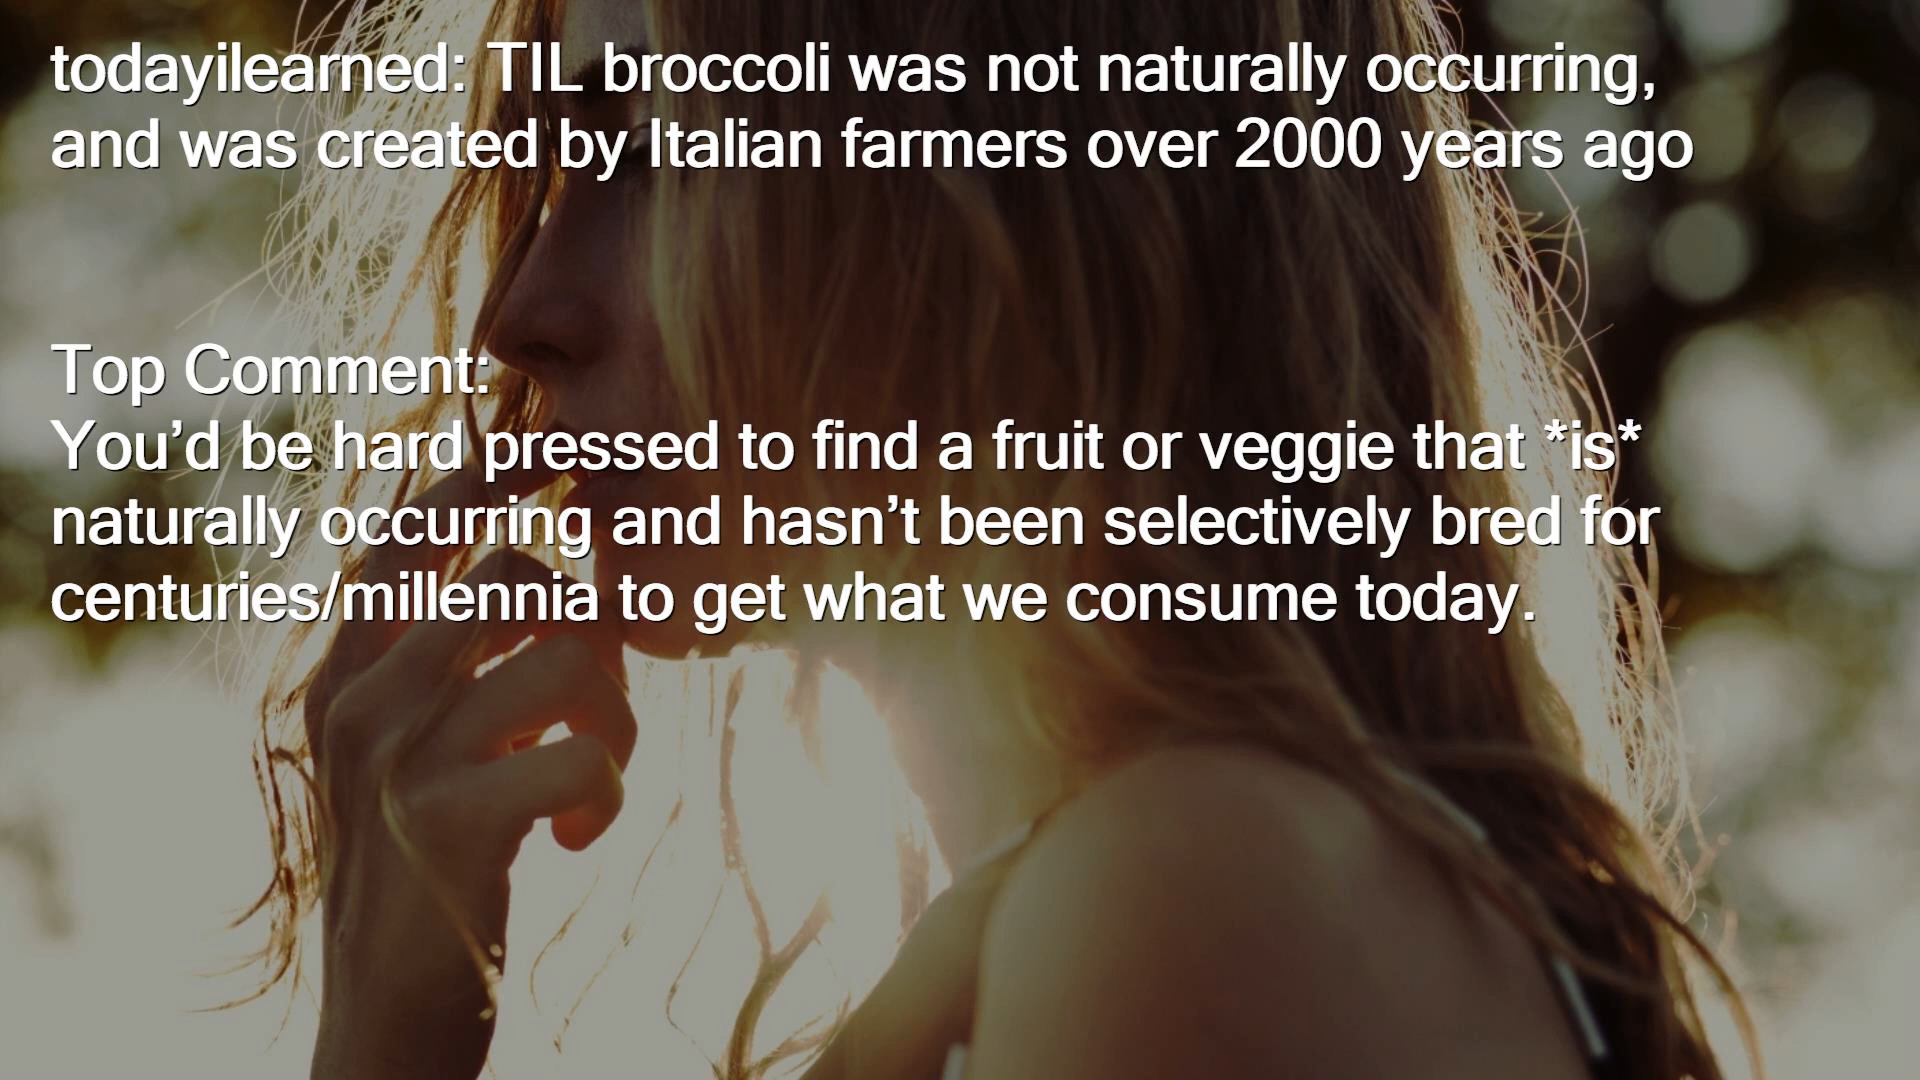 todayilearned: TIL broccoli was not naturally occurring,
and was created by Italian farmers over 2000 years ago
Top Comment:
You’d be hard pressed to find a fruit or veggie that *is*
naturally occurring and hasn’t been selectively bred for
centuries/millennia to get what we consume today.